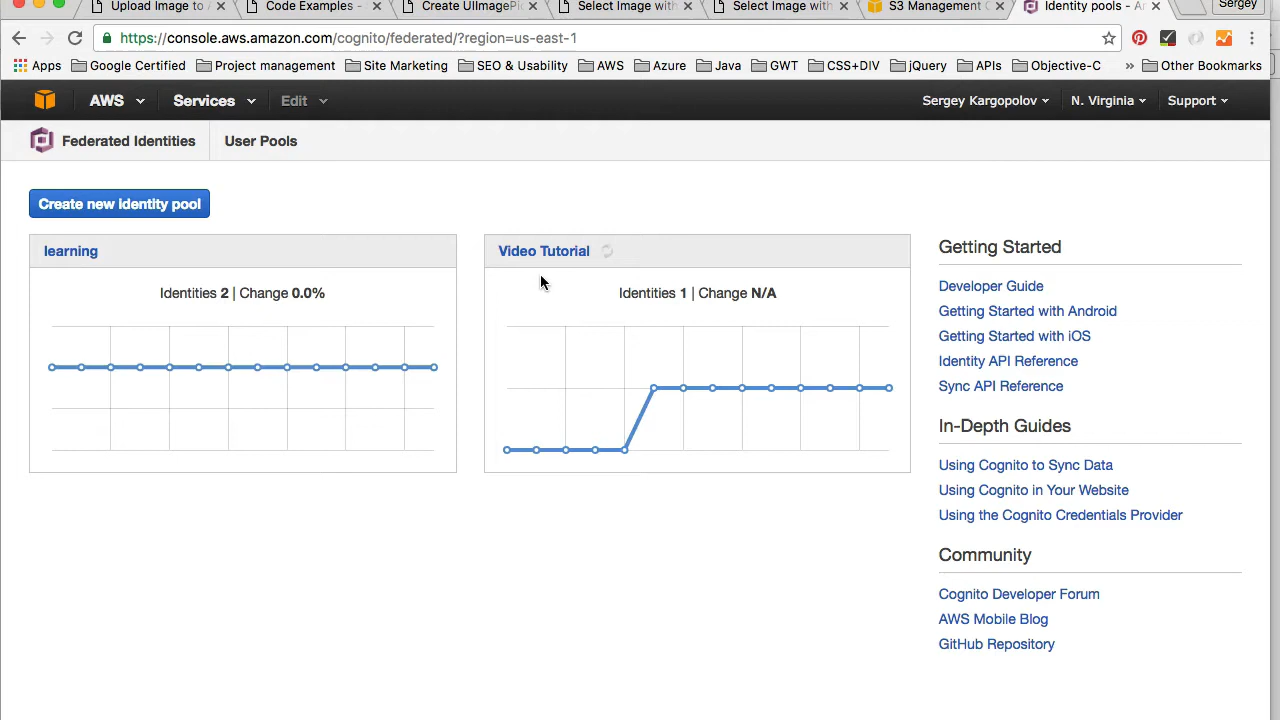 Upload Image to A
Code Examples -
Create UIImagePic
Select Image with
Select Image with
S3 Management C
Identity pools - A
Sergey
https://console.aws.amazon.com/cognito/federated/?region=us-east-1
Apps Google Certified Project management Site Marketing SEO & Usability AWS Azure Java GWT CSS+DIV jQuery APIs Objective-C » Other Bookmarks
AWS Services Edit Sergey Kargopolov N. Virginia Support
Federated Identities User Pools
Create new identity pool
learning
Identities 2 | Change 0.0%
Video Tutorial
Identities 1 | Change N/A
Getting Started
Developer Guide
Getting Started with Android
Getting Started with iOS
Identity API Reference
Sync API Reference
In-Depth Guides
Using Cognito to Sync Data
Using Cognito in Your Website
Using the Cognito Credentials Provider
Community
Cognito Developer Forum
AWS Mobile Blog
GitHub Repository